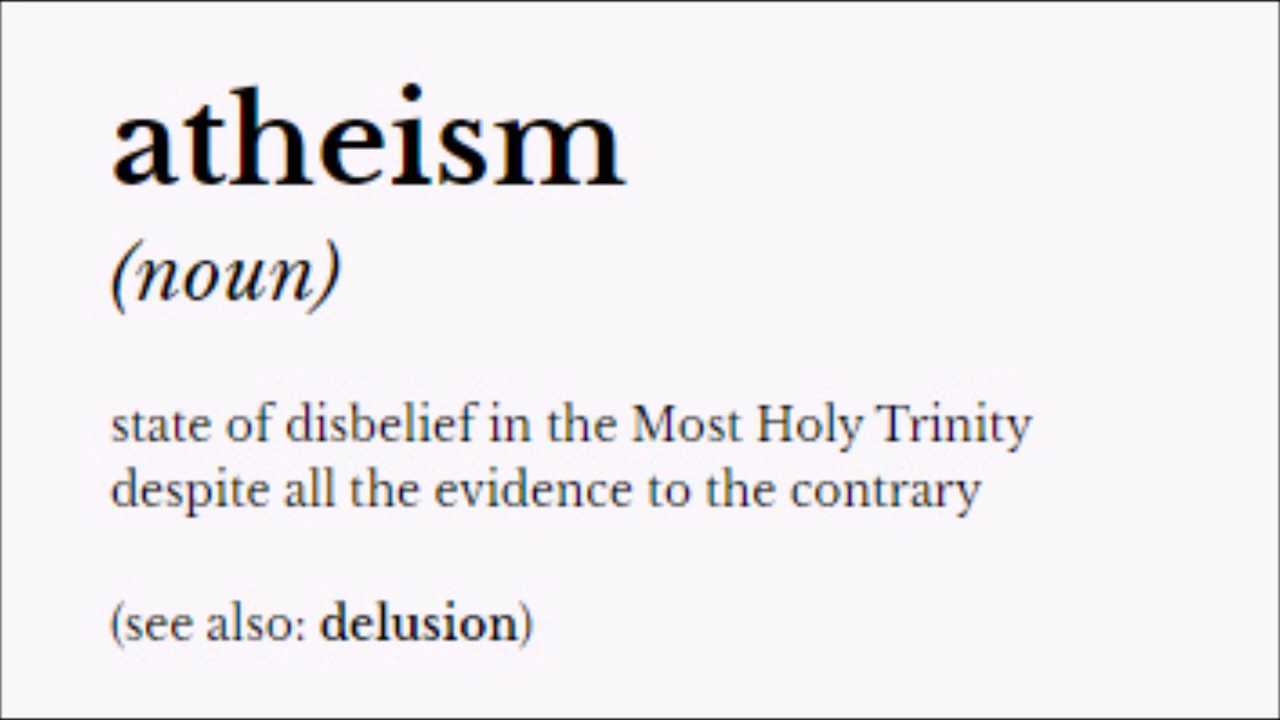 atheism
(noun)
state of disbelief in the Most Holy Trinity
despite all the evidence to the contrary
(see also: delusion)